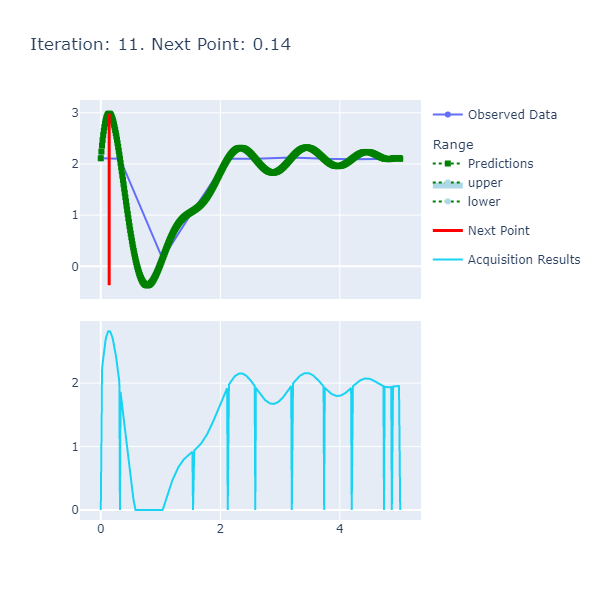 Iteration: 11. Next Point: 0.14
3
2
1
0
Observed Data
Range
Predictions
upper
lower
Next Point
Acquisition Results
2
1
0
0
2
4